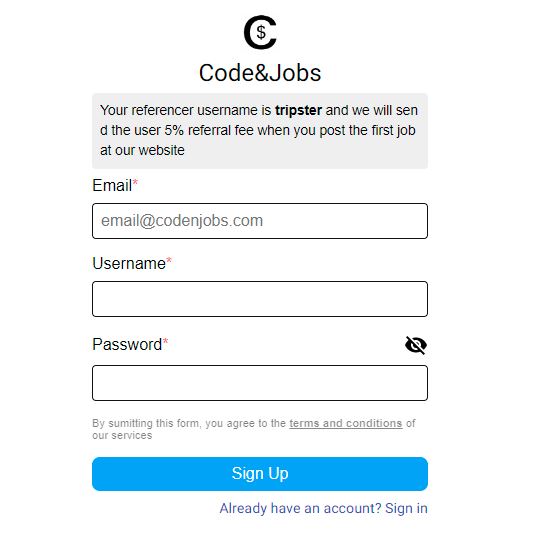 C$
Code&Jobs
Your referencer username is tripster and we will sen
d the user 5% referral fee when you post the first job
at our website
Email*
email@codenjobs.com
Username*
Password*
By sumitting this form, you agree to the terms and conditions of
our services
Sign Up
Already have an account? Sign in